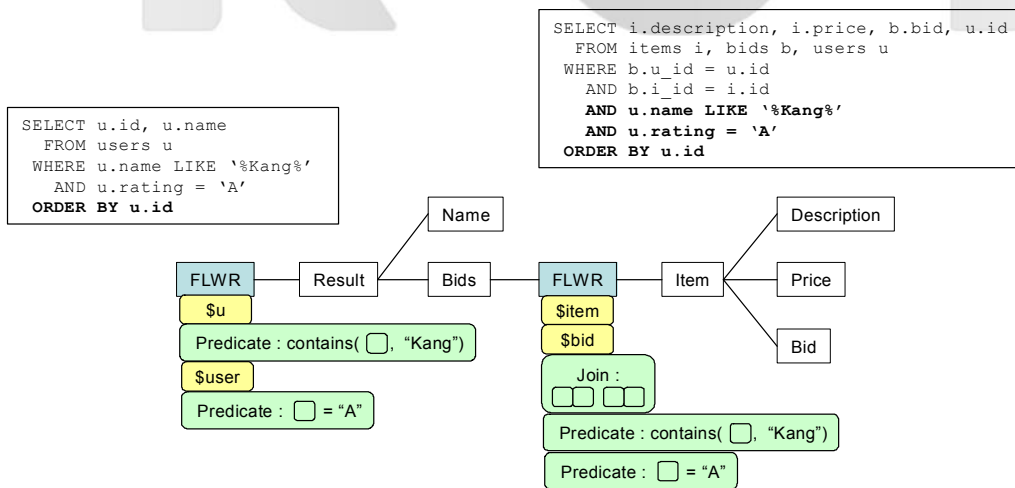 SELECT i.description, i.price, b.bid, u.id
FROM items i, bids b, users u
WHERE b.u_id = u.id
AND b.i_id = i.id
AND u.name LIKE ‘%Kang%’
AND u.rating = ‘A’
ORDER BY u.id
SELECT u.id, u.name
FROM users u
WHERE u.name LIKE ‘%Kang%’
AND u.rating = ‘A’
ORDER BY u.id
Name
Description
FLWR
Result
Bids
FLWR
Item
Price
$u
$item
Predicate : contains( , “Kang”)
$bid
Bid
$user
Join :
Predicate : = “A”
Predicate : contains( , “Kang”)
Predicate : = “A”